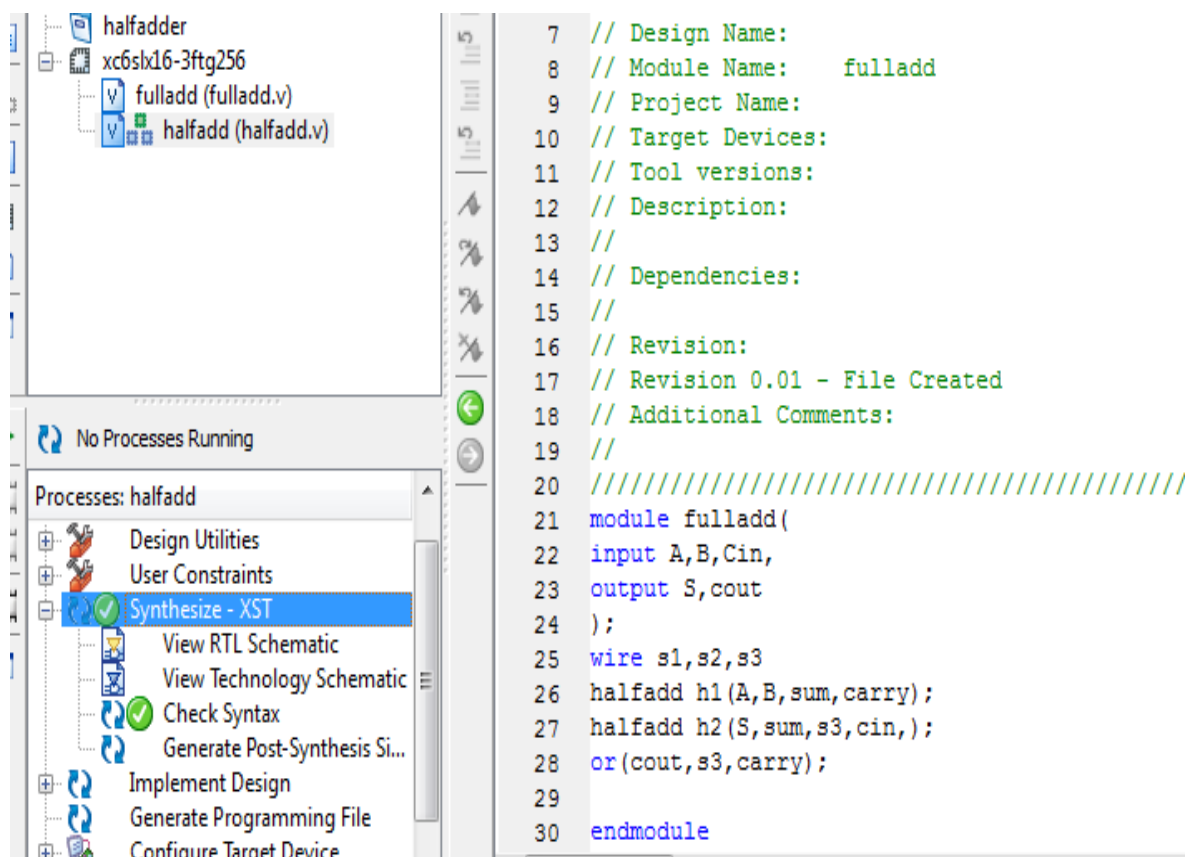 halfadder
xc6slx16-3ftg256
fulladd (fulladd.v)
halfadd (halfadd.v)
No Processes Running
Processes: halfadd
Design Utilities
User Constraints
Synthesize - XST
View RTL Schematic
View Technology Schematic
Check Syntax
Generate Post-Synthesis Si...
Implement Design
Generate Programming File
Configure Target Device
7 // Design Name:
8 // Module Name: fulladd
9 // Project Name:
10 // Target Devices:
11 // Tool versions:
12 // Description:
13 //
14 // Dependencies:
15 //
16 // Revision:
17 // Revision 0.01 - File Created
18 // Additional Comments:
19 //
20 /////////////////////////////////////////////
21 module fulladd(
22 input A,B,Cin,
23 output S,cout
24 );
25 wire s1,s2,s3
26 halfadd h1(A,B,sum,carry);
27 halfadd h2(S,sum,s3,cin,);
28 or(cout,s3,carry);
29
30 endmodule